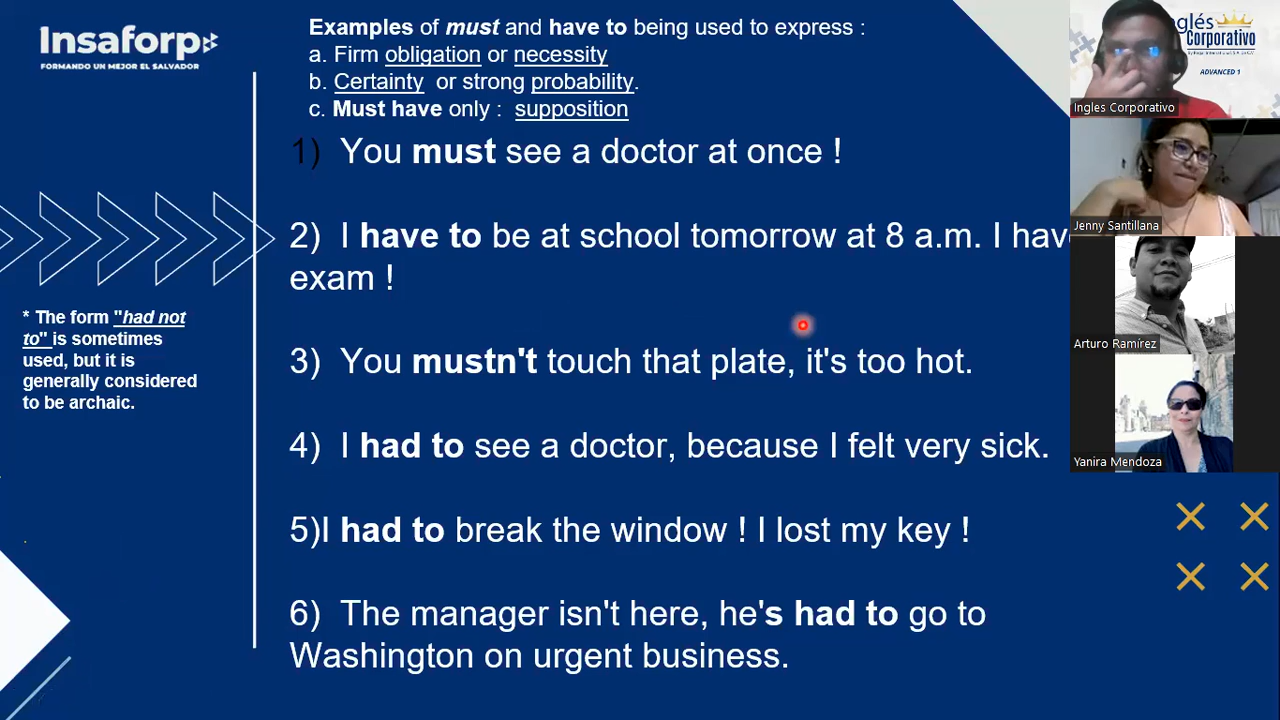 Insaforp
FORMANDO UN MEJOR EL SALVADOR
Examples of must and have to being used to express :
a. Firm obligation or necessity
b. Certainty or strong probability.
c. Must have only : supposition
1) You must see a doctor at once !
2) I have to be at school tomorrow at 8 a.m. I have
exam !
3) You mustn't touch that plate, it's too hot.
4) I had to see a doctor, because I felt very sick.
5)I had to break the window ! I lost my key !
6) The manager isn't here, he's had to go to
Washington on urgent business.
* The form "had not
to" is sometimes
used, but it is
generally considered
to be archaic.
Inglés
Corporativo
ADVANCED 1
Ingles Corporativo
Jenny Santillana
Arturo Ramírez
Yanira Mendoza